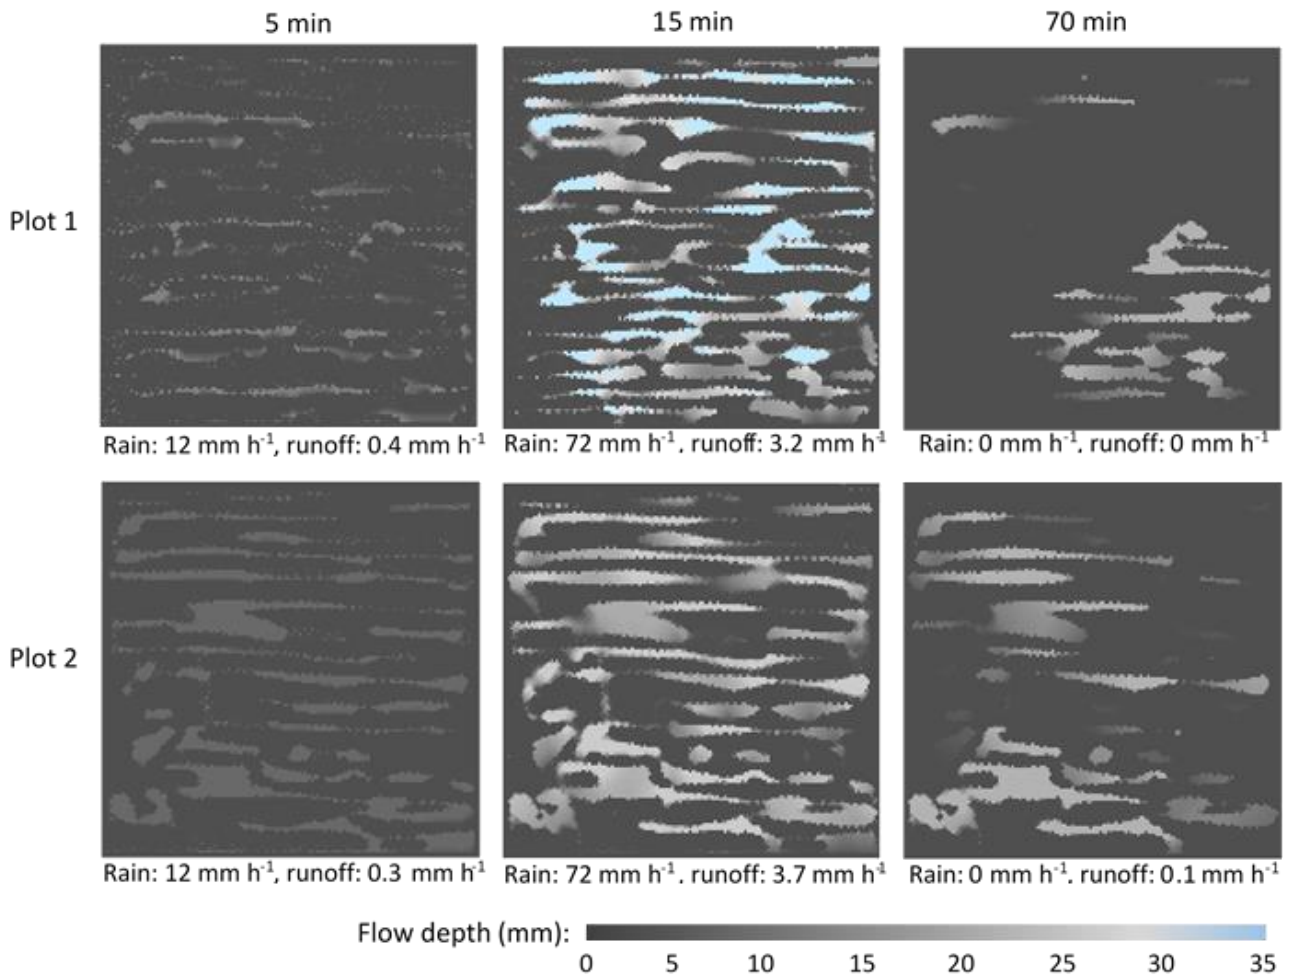 5 min 15 min 70 min
Plot 1
Rain: 12 mm h⁻¹, runoff: 0.4 mm h⁻¹ Rain: 72 mm h⁻¹. runoff: 3.2 mm h⁻¹ Rain: 0 mm h⁻¹. runoff: 0 mm h⁻¹
Plot 2
Rain: 12 mm h⁻¹, runoff: 0.3 mm h⁻¹ Rain: 72 mm h⁻¹. runoff: 3.7 mm h⁻¹ Rain: 0 mm h⁻¹. runoff: 0.1 mm h⁻¹
Flow depth (mm):
0 5 10 15 20 25 30 35